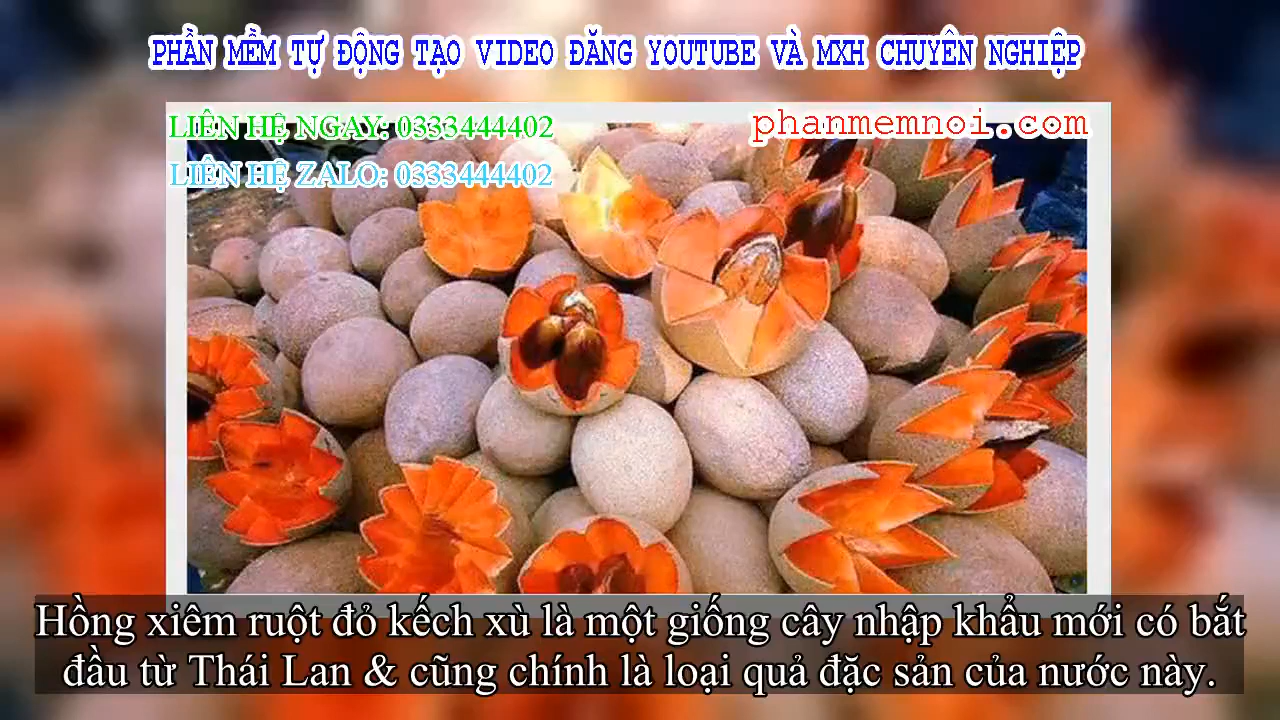 PHẦN MỀM TỰ ĐỘNG TẠO VIDEO ĐĂNG YOUTUBE VÀ MXH CHUYÊN NGHIỆP
LIÊN HỆ NGAY: 0333444402
phanmemnoi.com
LIÊN HỆ ZALO: 0333444402
Hồng xiêm ruột đỏ kếch xù là một giống cây nhập khẩu mới có bắt
đầu từ Thái Lan & cũng chính là loại quả đặc sản của nước này.